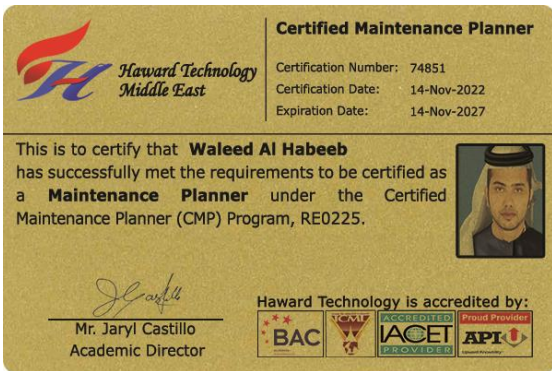 Certified Maintenance Planner
Haward Technology
Middle East
Certification Number: 74851
Certification Date: 14-Nov-2022
Expiration Date: 14-Nov-2027
This is to certify that Waleed Al Habeeb
has successfully met the requirements to be certified as
a Maintenance Planner under the Certified
Maintenance Planner (CMP) Program, RE0225.
Mr. Jaryl Castillo
Academic Director
Haward Technology is accredited by:
BAC
ACCREDITED
IACET
PROVIDER
Proud Provider
API